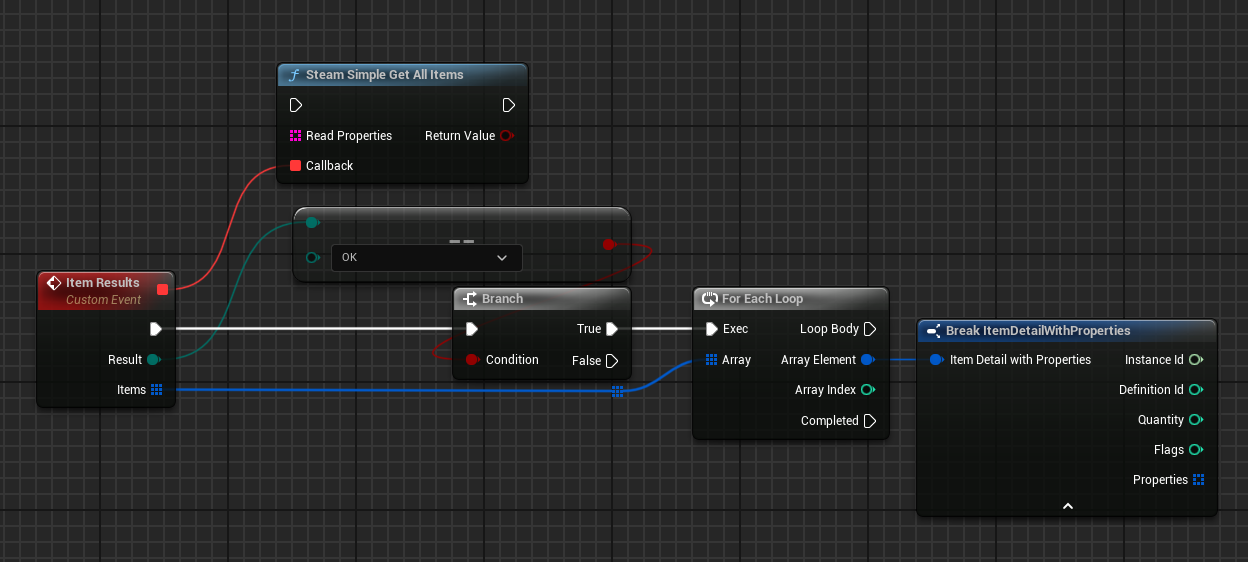 Steam Simple Get All Items
Read Properties
Return Value
Callback
==
OK
Item Results
Custom Event
Result
Items
Branch
True
Condition
False
For Each Loop
Exec
Loop Body
Array
Array Element
Array Index
Completed
Break ItemDetailWithProperties
Item Detail with Properties
Instance Id
Definition Id
Quantity
Flags
Properties